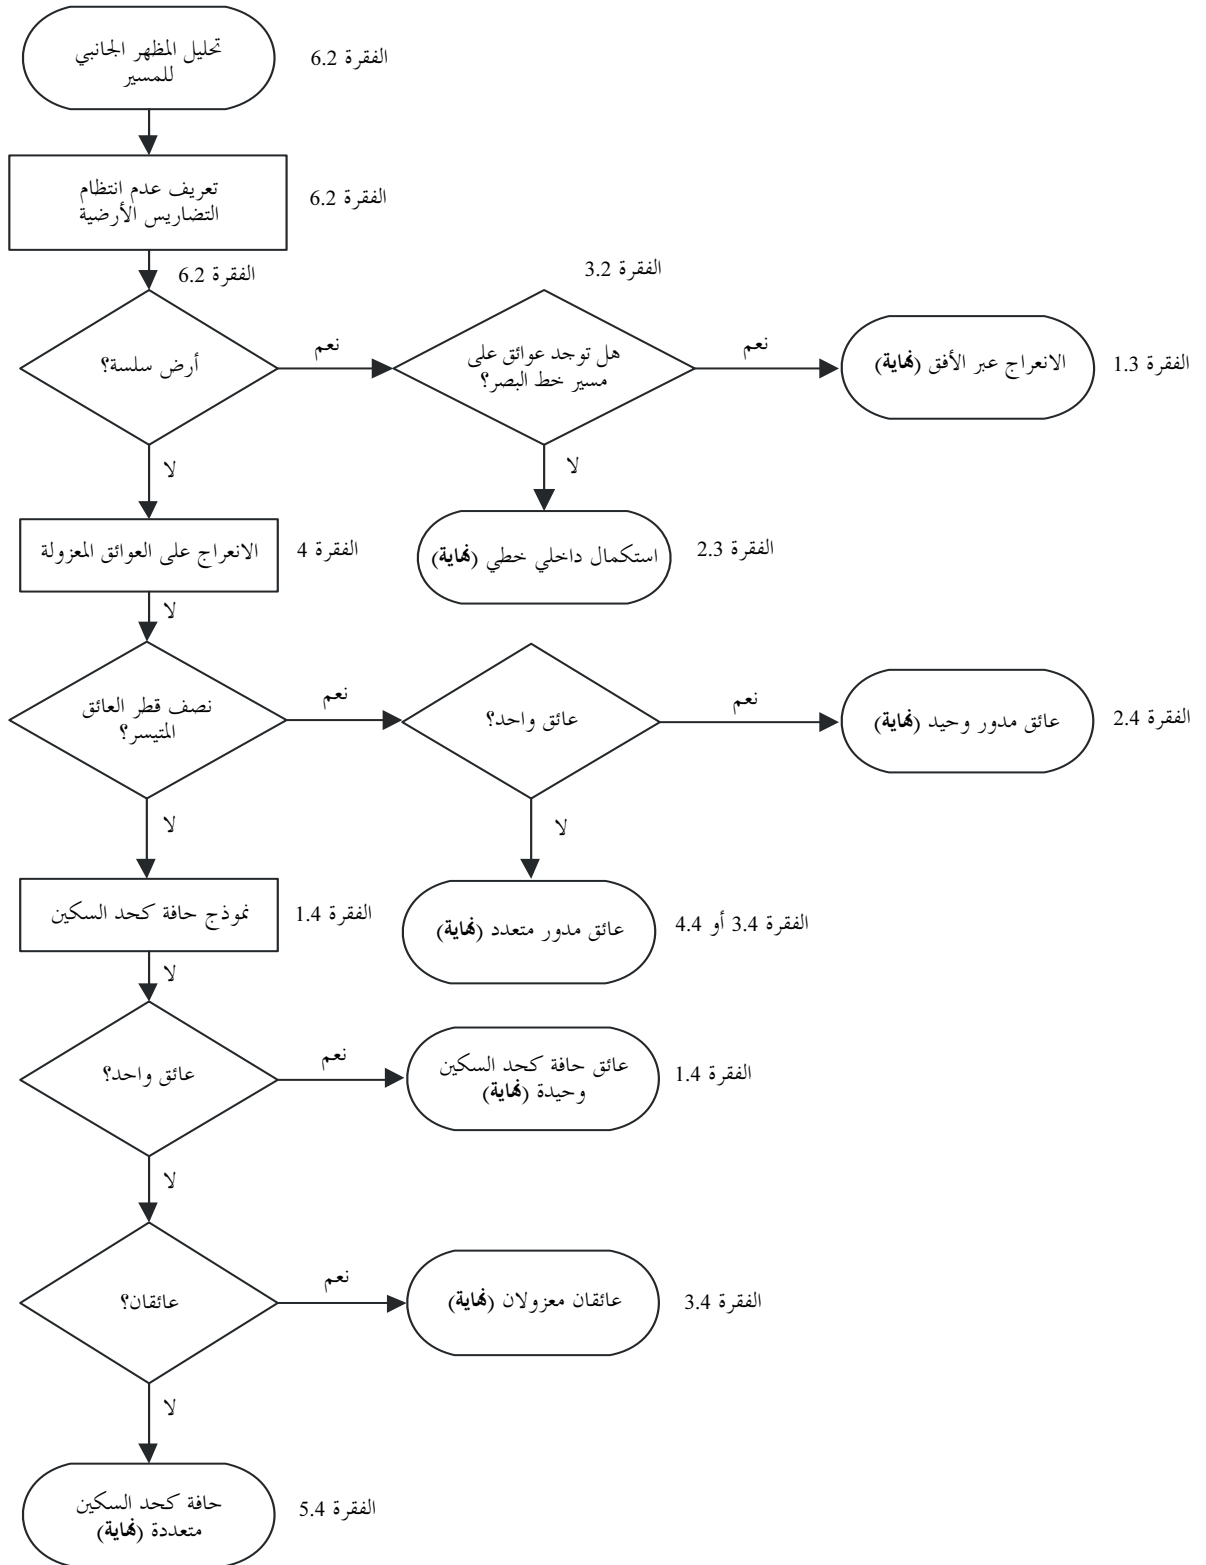 تحليل المظهر الجانبي
للمسير
الفقرة 6.2
تعريف عدم انتظام
التضاريس الأرضية
الفقرة 6.2
الفقرة 6.2
الفقرة 3.2
أرض سلسة؟
نعم
هل توجد عوائق على
مسير خط البصر؟
نعم
الانعراج عبر الأفق (نهاية)
الفقرة 1.3
لا
لا
الانعراج على العوائق المعزولة
الفقرة 4
استكمال داخلي خطي (نهاية)
الفقرة 2.3
لا
نصف قطر العائق
المتيسر؟
نعم
عائق واحد؟
نعم
عائق مدور وحيد (نهاية)
الفقرة 2.4
لا
لا
نموذج حافة كحد السكين
الفقرة 1.4
عائق مدور متعدد (نهاية)
الفقرة 3.4 أو 4.4
لا
عائق واحد؟
نعم
عائق حافة كحد السكين
وحيدة (نهاية)
الفقرة 1.4
لا
عائقان؟
نعم
عائقان معزولان (نهاية)
الفقرة 3.4
لا
حافة كحد السكين
متعددة (نهاية)
الفقرة 5.4